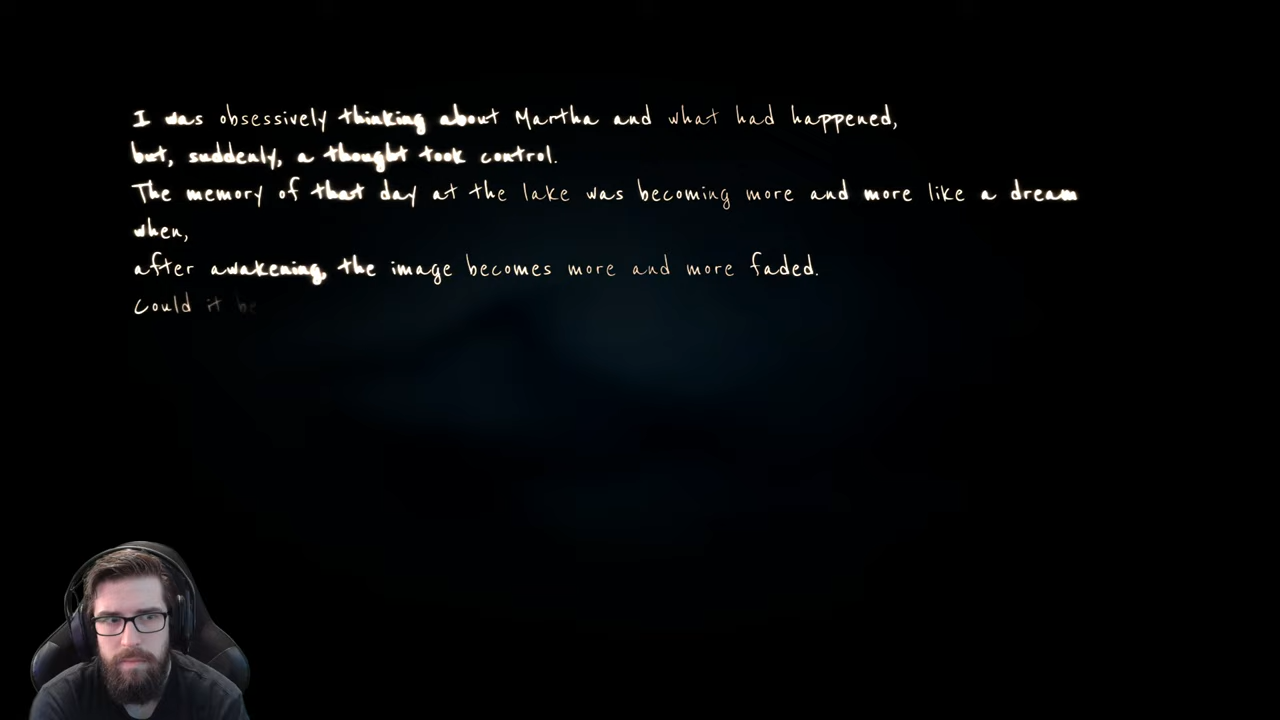 I was obsessively thinking about Martha and what had happened,
but, suddenly, a thought took control.
The memory of that day at the lake was becoming more and more like a dream
when,
after awakening, the image becomes more and more faded.
Could it be